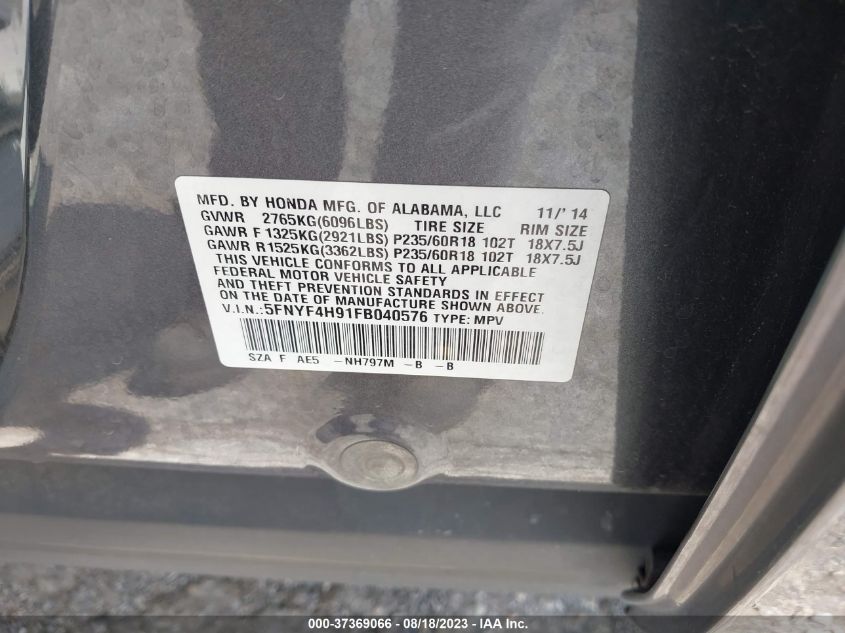 MFD. BY HONDA MFG. OF ALABAMA, LLC 11/' 14
GVWR 2765KG(6096LBS) TIRE SIZE RIM SIZE
GAWR F 1325KG(2921LBS) P235/60R18 102T 18X7.5J
GAWR R1525KG(3362LBS) P235/60R18 102T 18X7.5J
THIS VEHICLE CONFORMS TO ALL APPLICABLE
FEDERAL MOTOR VEHICLE SAFETY
AND THEFT PREVENTION STANDARDS IN EFFECT
ON THE DATE OF MANUFACTURE SHOWN ABOVE.
V.I.N.:5FNYF4H91FB040576 TYPE: MPV
SZA F AE5 -NH797M -B -B
000-37369066 - 08/18/2023 - IAA Inc.